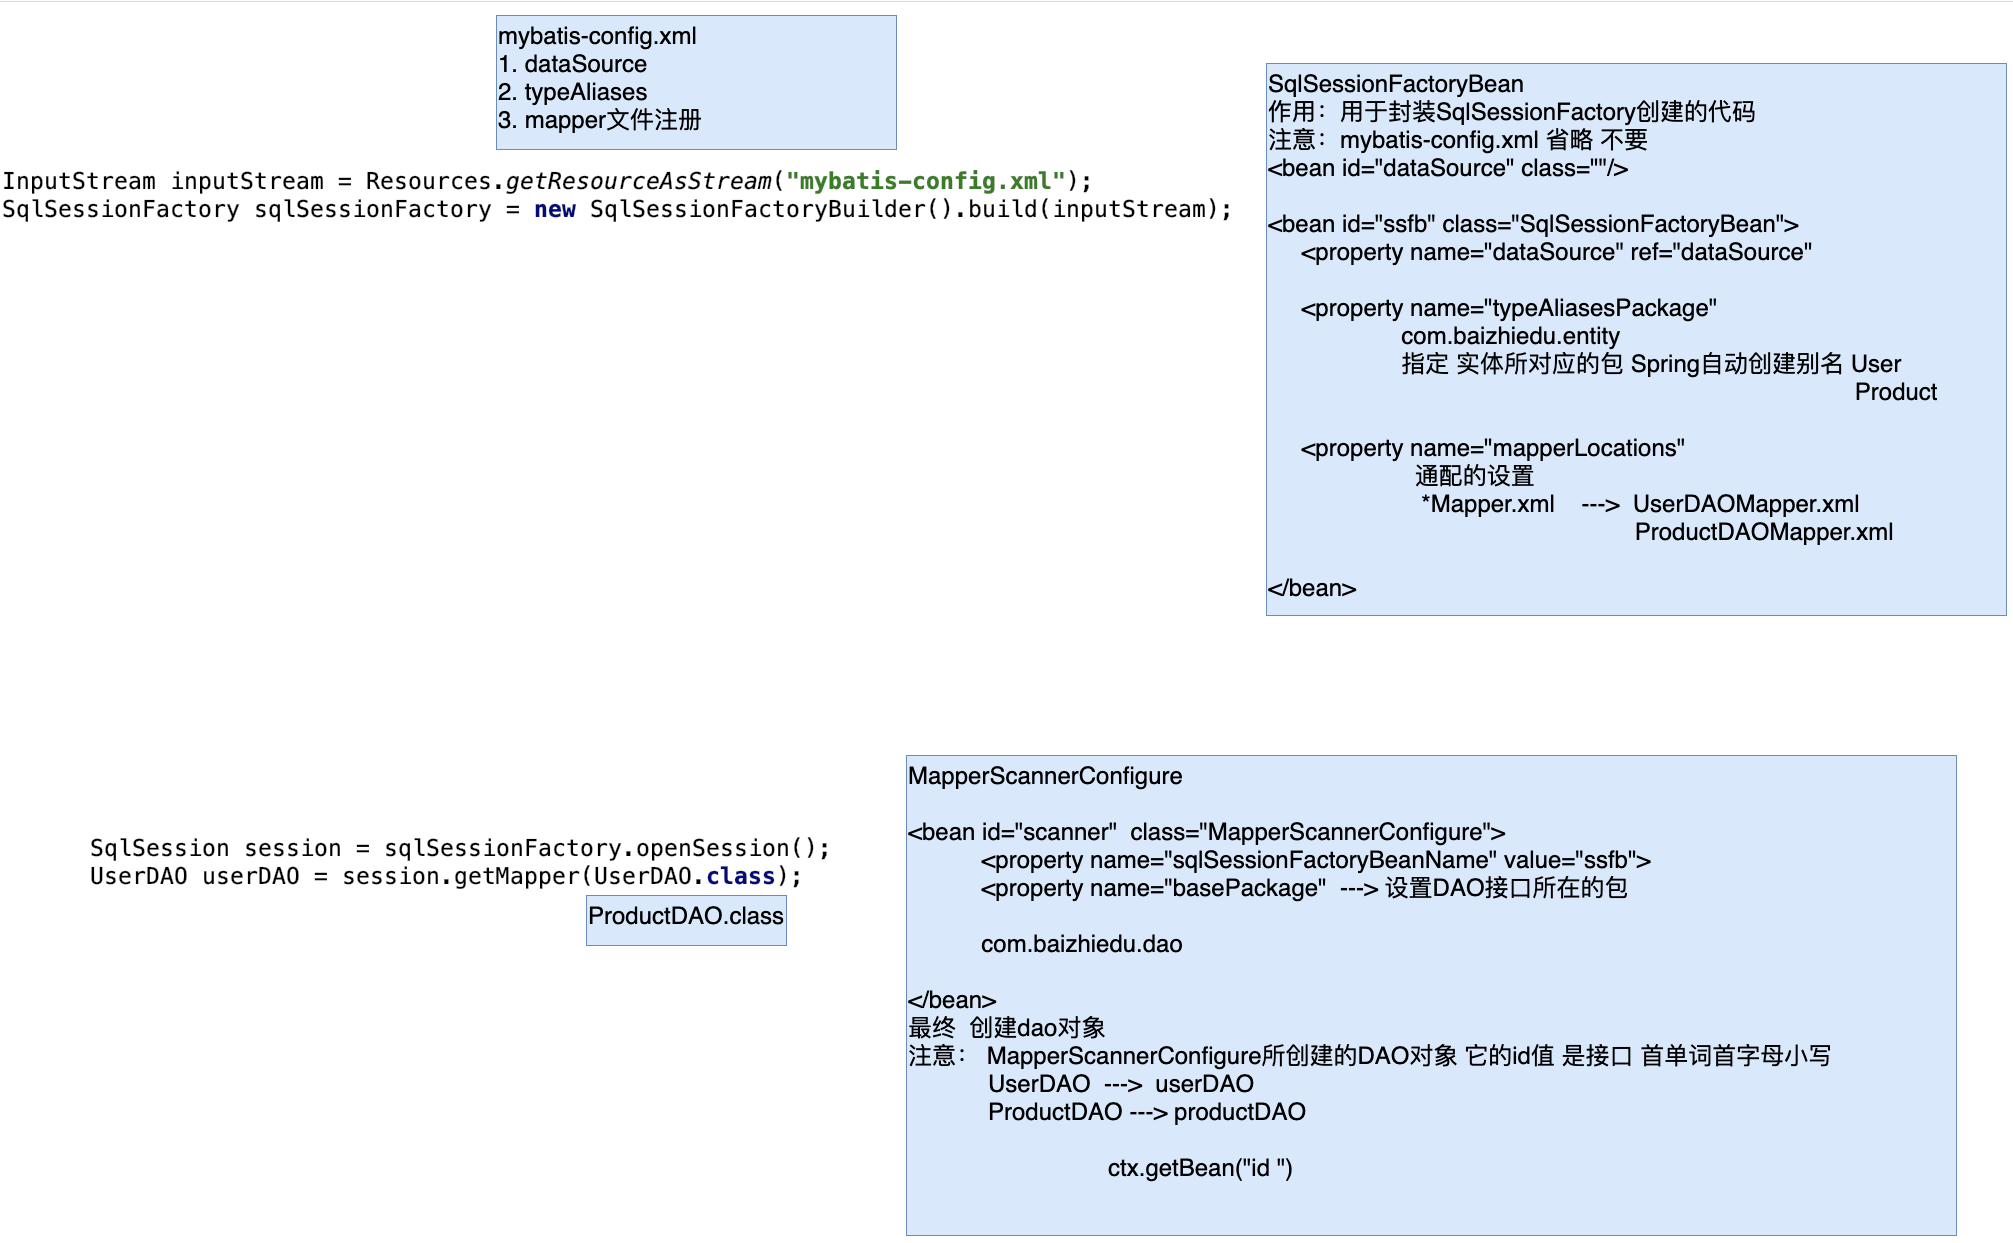 mybatis-config.xml
1. dataSource
2. typeAliases
3. mapper文件注册
InputStream inputStream = Resources.getResourceAsStream("mybatis-config.xml");
SqlSessionFactory sqlSessionFactory = new SqlSessionFactoryBuilder().build(inputStream);
SqlSessionFactoryBean
作用：用于封装SqlSessionFactory创建的代码
注意：mybatis-config.xml 省略 不要
<bean id="dataSource" class=""/>
<bean id="ssfb" class="SqlSessionFactoryBean">
<property name="dataSource" ref="dataSource"
<property name="typeAliasesPackage"
com.baizhiedu.entity
指定 实体所对应的包 Spring自动创建别名 User
Product
<property name="mapperLocations"
通配的设置
*Mapper.xml ---> UserDAOMapper.xml
ProductDAOMapper.xml
</bean>
SqlSession session = sqlSessionFactory.openSession();
UserDAO userDAO = session.getMapper(UserDAO.class);
ProductDAO.class
MapperScannerConfigure
<bean id="scanner" class="MapperScannerConfigure">
<property name="sqlSessionFactoryBeanName" value="ssfb">
<property name="basePackage" ---> 设置DAO接口所在的包
com.baizhiedu.dao
</bean>
最终 创建dao对象
注意： MapperScannerConfigure所创建的DAO对象 它的id值 是接口 首单词首字母小写
UserDAO ---> userDAO
ProductDAO ---> productDAO
ctx.getBean("id ")